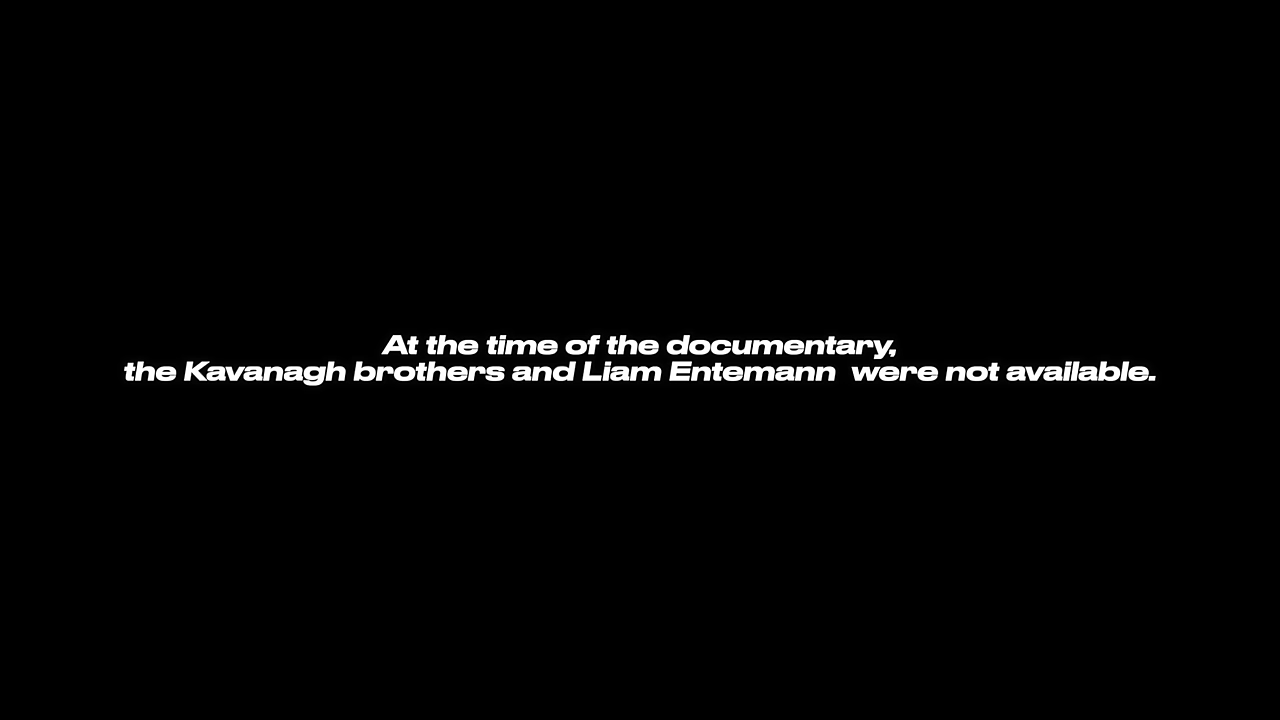 At the time of the documentary,
the Kavanagh brothers and Liam Entemann  were not available.